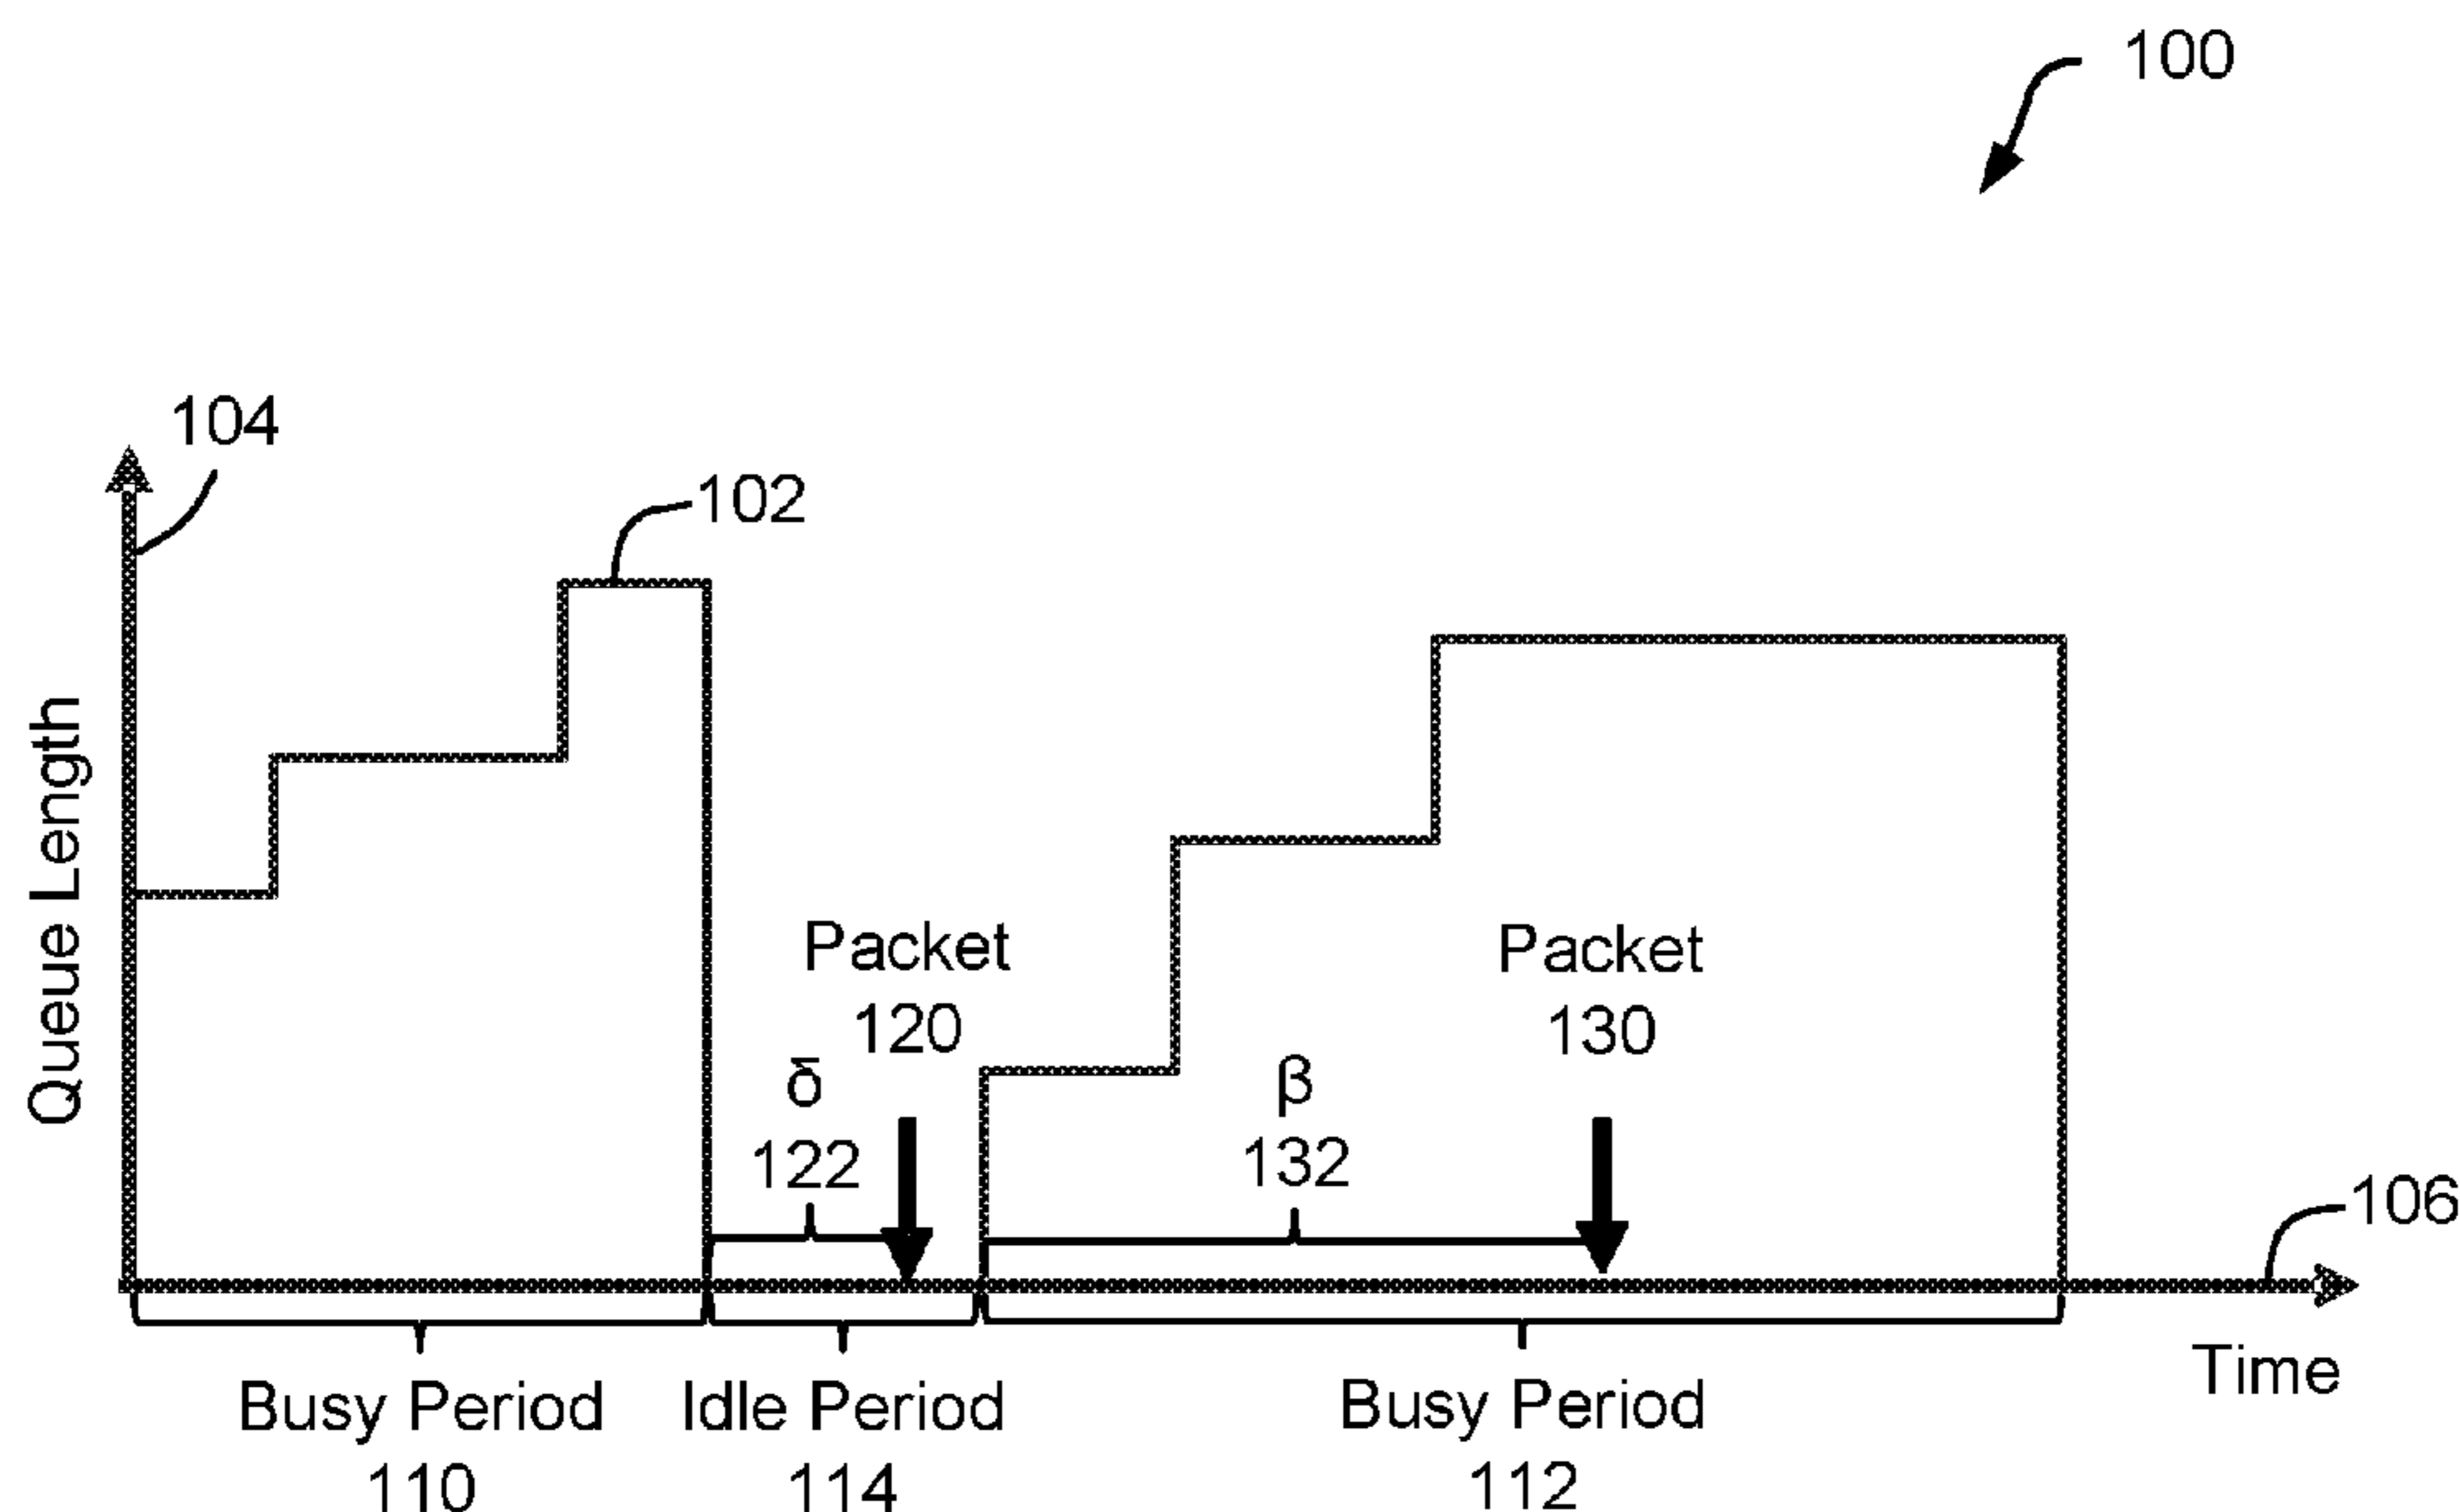 100
104
102
Queue Length
Packet
120
δ
122
Packet
130
β
132
106
Time
Busy Period
110
Idle Period
114
Busy Period
112